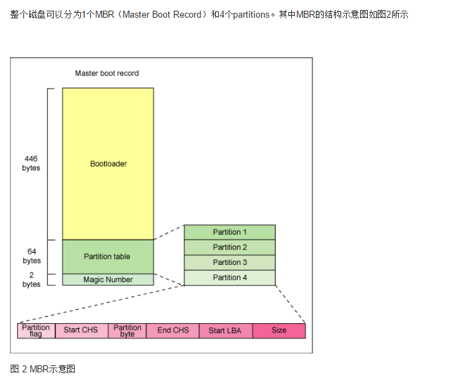 整个磁盘可以分为1个MBR（Master Boot Record）和4个partitions。其中MBR的结构示意图如图2所示
Master boot record
446
bytes
Bootloader
64
bytes
Partition table
2
bytes
Magic Number
Partition 1
Partition 2
Partition 3
Partition 4
Partition
flag
Start CHS
Partition
byte
End CHS
Start LBA
Size
图 2 MBR示意图